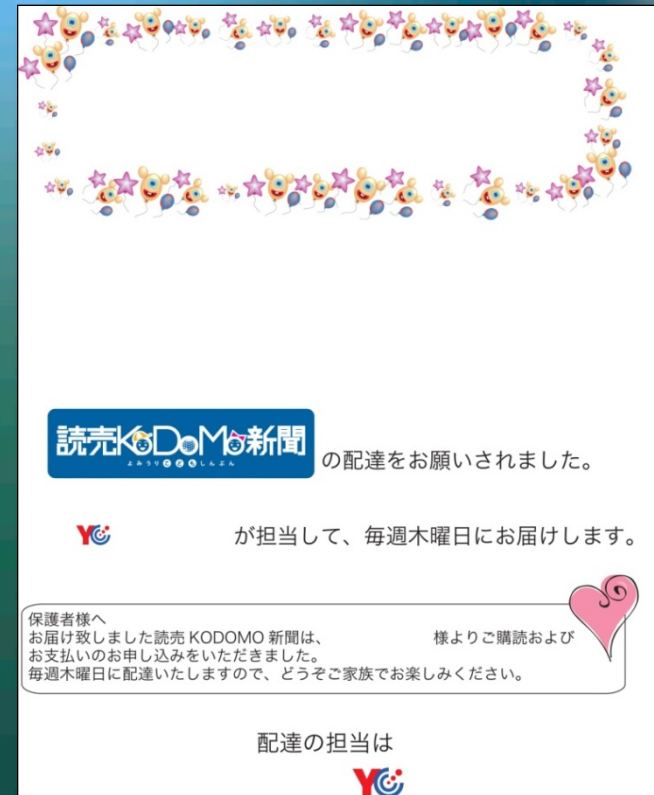 読売KoDoMo新聞
よみうりこどもしんぶん
の配達をお願いされました。
YC が担当して、毎週木曜日にお届けします。
保護者様へ
お届け致しました読売 KODOMO 新聞は、 様よりご購読および
お支払いのお申し込みをいただきました。
毎週木曜日に配達いたしますので、どうぞご家族でお楽しみください。
配達の担当は
YC